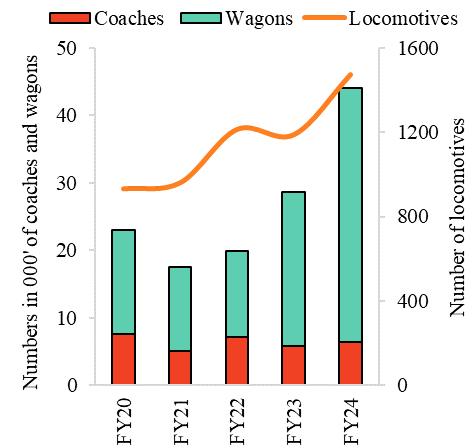 Coaches Wagons Locomotives
Numbers in 000' of coaches and wagons
50
40
30
20
10
0
1600
1200
800
400
0
Number of locomotives
FY20 FY21 FY22 FY23 FY24